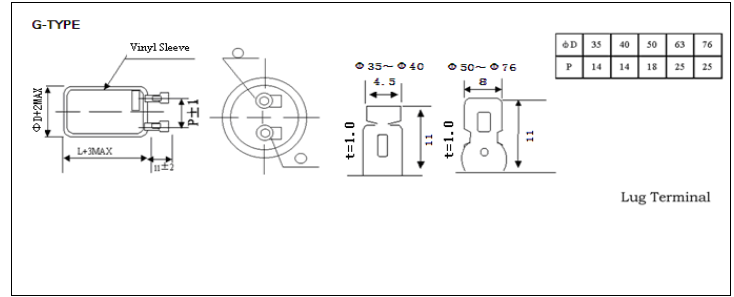 G-TYPE
Vinyl Sleeve
ΦD+2MAX
L+3MAX
11±2
P±1
Φ35～Φ40
4.5
t=1.0
11
Φ50～Φ76
8
t=1.0
11
ΦD 35 40 50 63 76
P 14 14 18 25 25
Lug Terminal